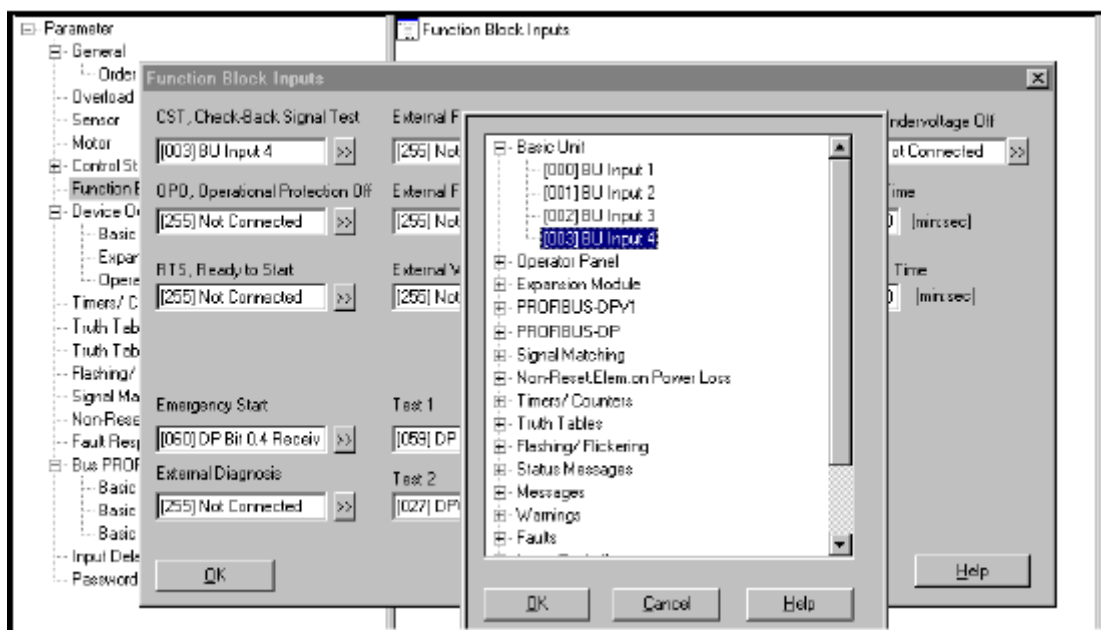 Parameter
General
Order
Overload
Sensor
Motor
Control St
Function B
Device Ou
Basic
Expan
Opera
Timers/ C
Truth Tab
Truth Tab
Flashing/
Signal Ma
Non-Rese
Fault Resp
Bus PROF
Basic
Basic
Basic
Input Dela
Password
Function Block Inputs
Function Block Inputs
CST, Check-Back Signal Test
[003] BU Input 4 >>
OPO, Operational Protection Off
[255] Not Connected >>
RTS, Ready to Start
[255] Not Connected >>
Emergency Start
[060] DP Bit 0.4 Receiv >>
External Diagnosis
[255] Not Connected >>
OK
External F
[255] Not
External F
[255] Not
External
[255] Not
Test 1
[059] DP
Test 2
[027] DP
Basic Unit
[000] BU Input 1
[001] BU Input 2
[002] BU Input 3
[003] BU Input 4
Operator Panel
Expansion Module
PROFIBUS-DPV1
PROFIBUS-DP
Signal Matching
Non-Reset.Elem.on Power Loss
Timers/ Counters
Truth Tables
Flashing/ Flickering
Status Messages
Messages
Warnings
Faults
OK Cancel Help
ndervoltage Off
ot Connected >>
Time
0 [min:sec]
Time
0 [min:sec]
Help